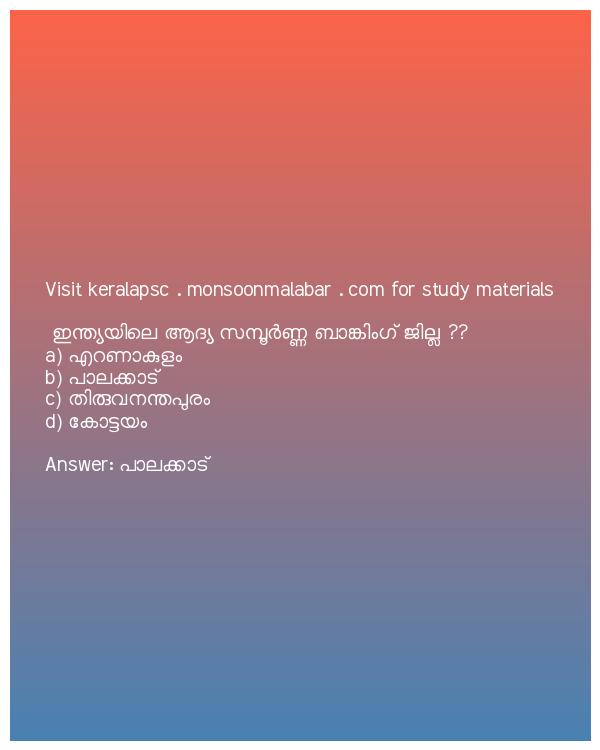 Visit keralapsc . monsoonmalabar . com for study materials
ഇന്ത്യയിലെ ആദ്യ സമ്പൂർണ്ണ ബാങ്കിംഗ് ജില്ല ??
a) എറണാകുളം
b) പാലക്കാട്
c) തിരുവനന്തപുരം
d) കോട്ടയം
Answer: പാലക്കാട്